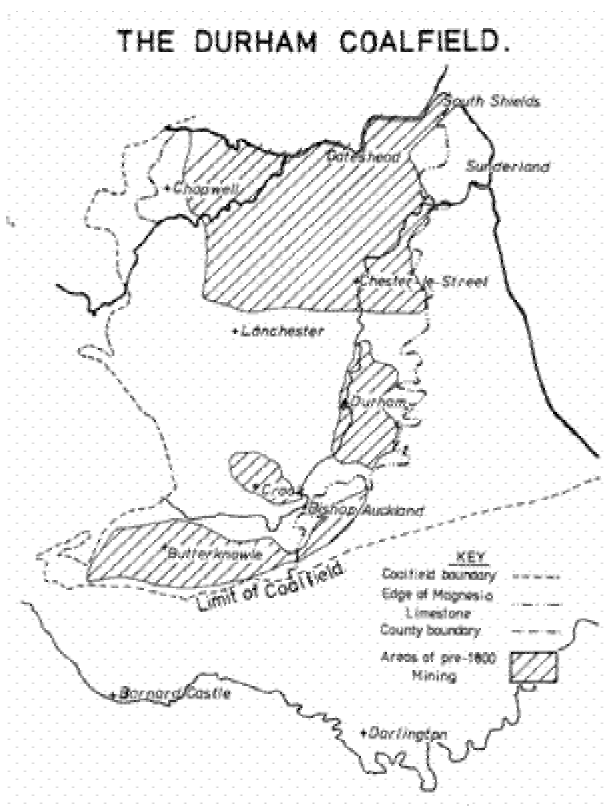 THE DURHAM COALFIELD.
South Shields
Gateshead
Sunderland
Chopwell
Chester-le-Street
Lanchester
Durham
Crook
Bishop Auckland
Butterknowle
Limit of Coalfield
KEY
Coalfield boundary
Edge of Magnesia
Limestone
County boundary
Areas of pre-1800
Mining
Barnard Castle
Darlington